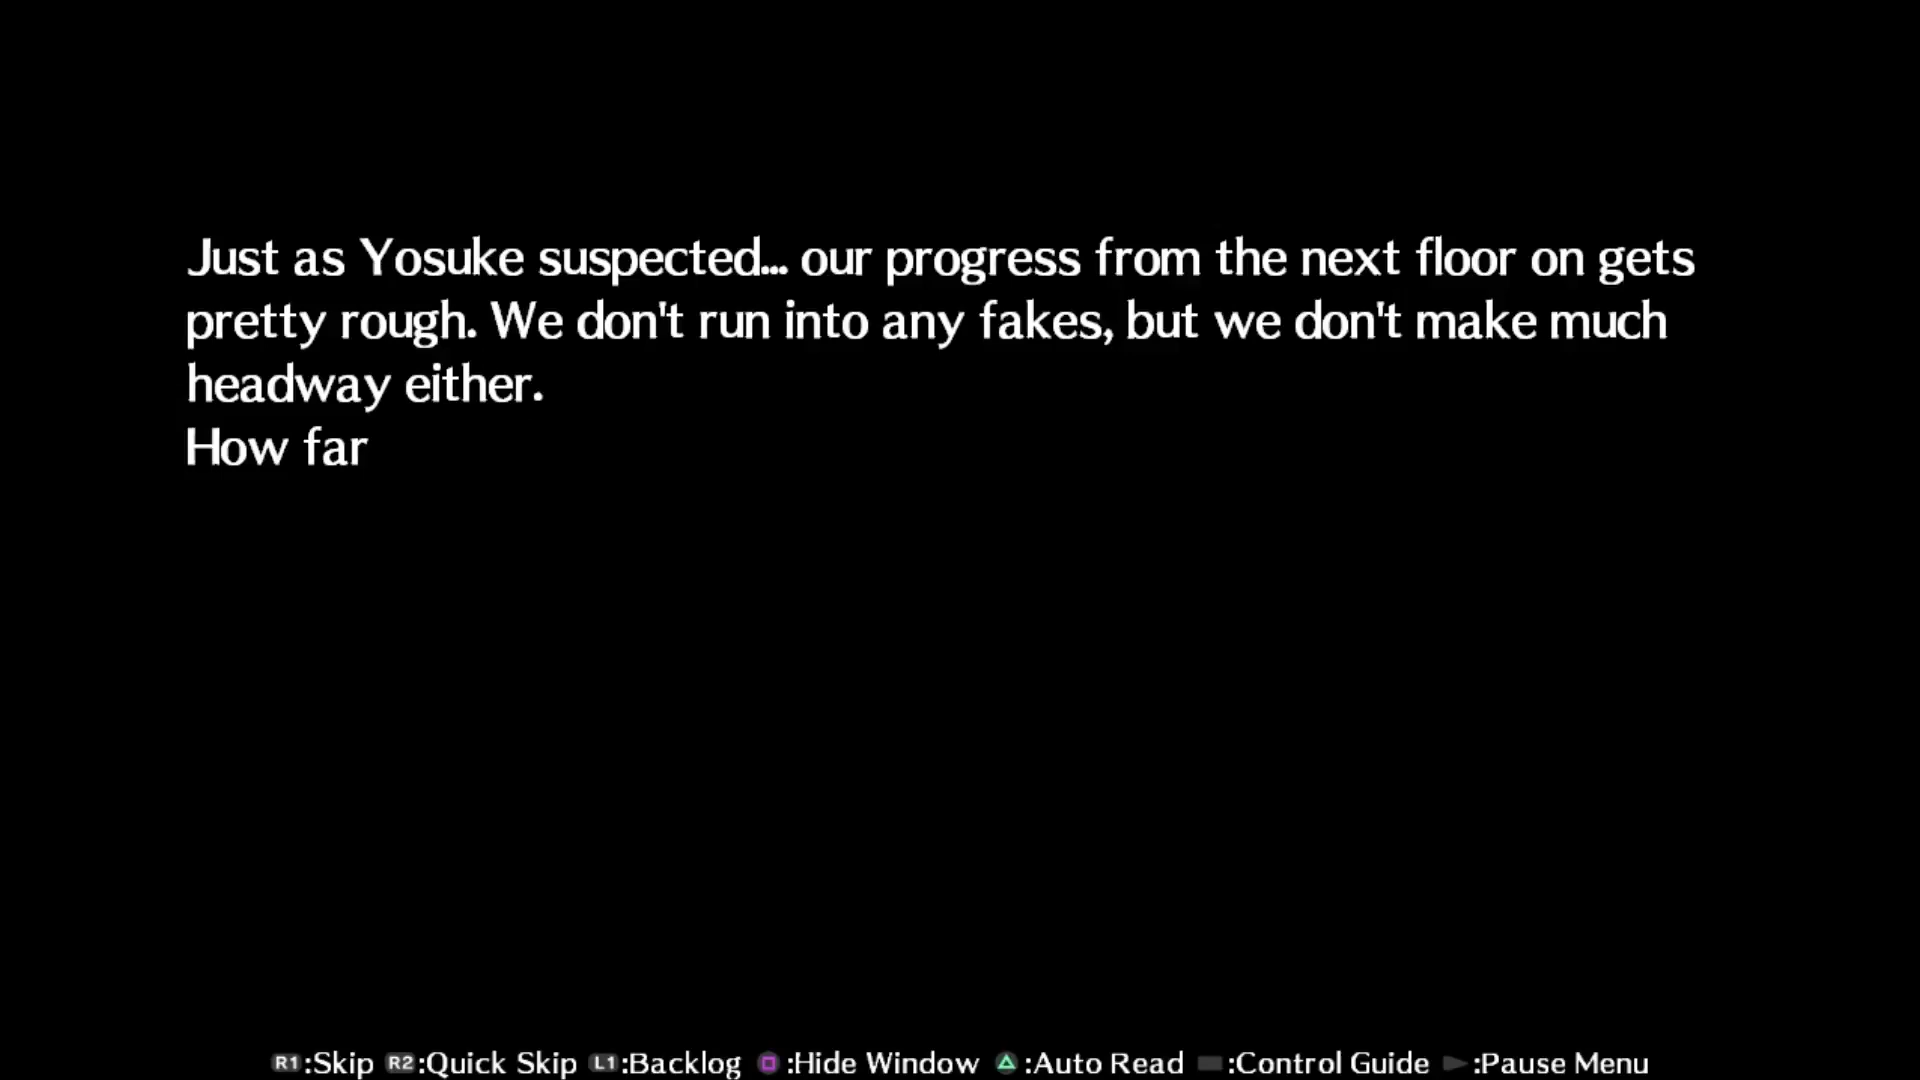 Just as Yosuke suspected... our progress from the next floor on gets
pretty rough. We don't run into any fakes, but we don't make much
headway either.
How far
R1:Skip R2:Quick Skip L1:Backlog :Hide Window :Auto Read :Control Guide :Pause Menu